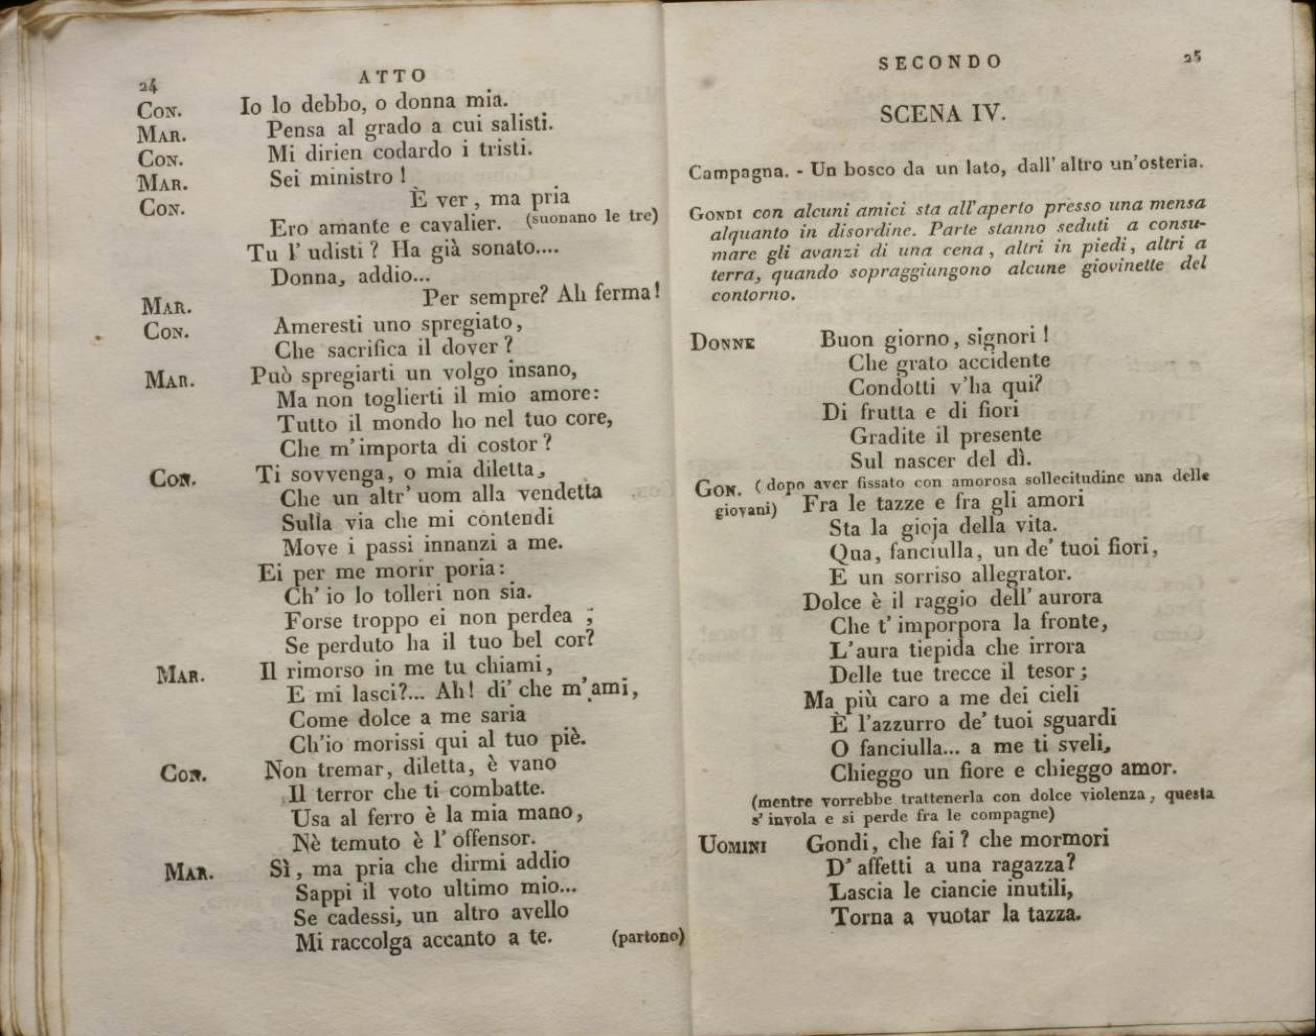 24
ATTO
CON. Io lo debbo, o donna mia.
MAR. Pensa al grado a cui salisti.
CON. Mi dirien codardo i tristi.
MAR. Sei ministro !
CON. È ver, ma pria
Ero amante e cavalier. (suonano le tre)
Tu l' udisti ? Ha già sonato....
Donna, addio...
MAR. Per sempre? Ah ferma!
CON. Ameresti uno spregiato,
Che sacrifica il dover ?
MAR. Può spregiarti un volgo insano,
Ma non toglierti il mio amore:
Tutto il mondo ho nel tuo core,
Che m'importa di costor ?
CON. Ti sovvenga, o mia diletta,
Che un altr' uom alla vendetta
Sulla via che mi contendi
Move i passi innanzi a me.
Ei per me morir poria:
Ch' io lo tolleri non sia.
Forse troppo ei non perdea ;
Se perduto ha il tuo bel cor?
MAR. Il rimorso in me tu chiami,
E mi lasci?... Ah! di' che m'ami,
Come dolce a me saria
Ch'io morissi qui al tuo piè.
CON. Non tremar, diletta, è vano
Il terror che ti combatte.
Usa al ferro è la mia mano,
Nè temuto è l' offensor.
MAR. Sì, ma pria che dirmi addio
Sappi il voto ultimo mio...
Se cadessi, un altro avello
Mi raccolga accanto a te. (partono)
SECONDO
25
SCENA IV.
Campagna. - Un bosco da un lato, dall' altro un'osteria.
GONDI con alcuni amici sta all'aperto presso una mensa
alquanto in disordine. Parte stanno seduti a consu-
mare gli avanzi di una cena, altri in piedi, altri a
terra, quando sopraggiungono alcune giovinette del
contorno.
DONNE Buon giorno, signori !
Che grato accidente
Condotti v'ha qui?
Di frutta e di fiori
Gradite il presente
Sul nascer del dì.
GON. (dopo aver fissato con amorosa sollecitudine una delle
giovani) Fra le tazze e fra gli amori
Sta la gioja della vita.
Qua, fanciulla, un de' tuoi fiori,
E un sorriso allegrator.
Dolce è il raggio dell' aurora
Che t' imporpora la fronte,
L'aura tiepida che irrora
Delle tue trecce il tesor ;
Ma più caro a me dei cieli
È l'azzurro de' tuoi sguardi
O fanciulla... a me ti sveli,
Chieggo un fiore e chieggo amor.
(mentre vorrebbe trattenerla con dolce violenza, questa
s' invola e si perde fra le compagne)
UOMINI Gondi, che fai ? che mormori
D' affetti a una ragazza?
Lascia le ciancie inutili,
Torna a vuotar la tazza.